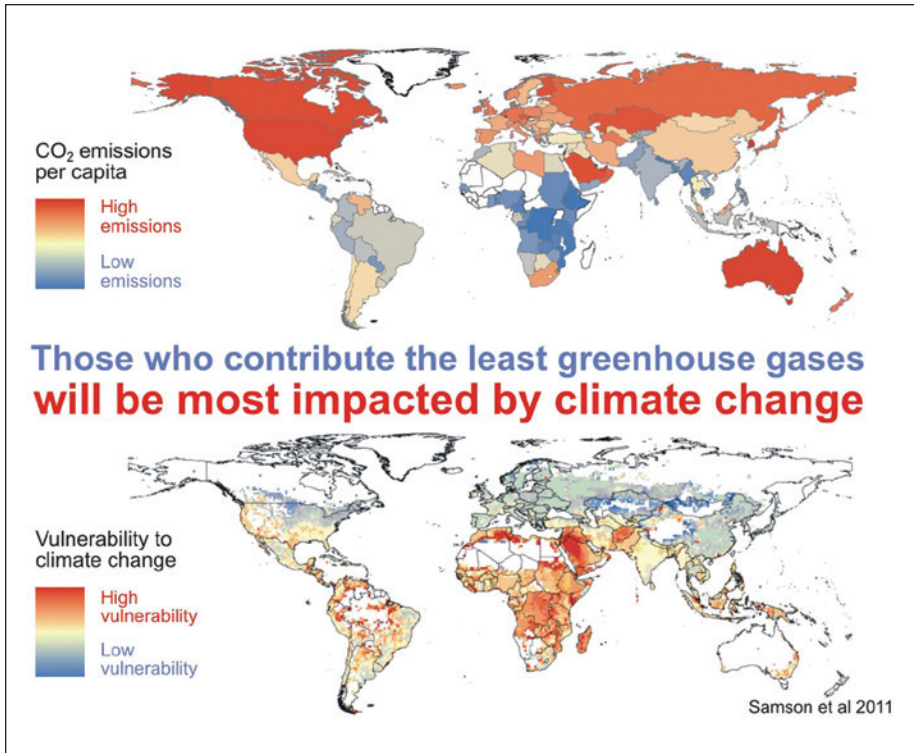 CO₂ emissions
per capita
High
emissions
Low
emissions
Those who contribute the least greenhouse gases
will be most impacted by climate change
Vulnerability to
climate change
High
vulnerability
Low
vulnerability
Samson et al 2011